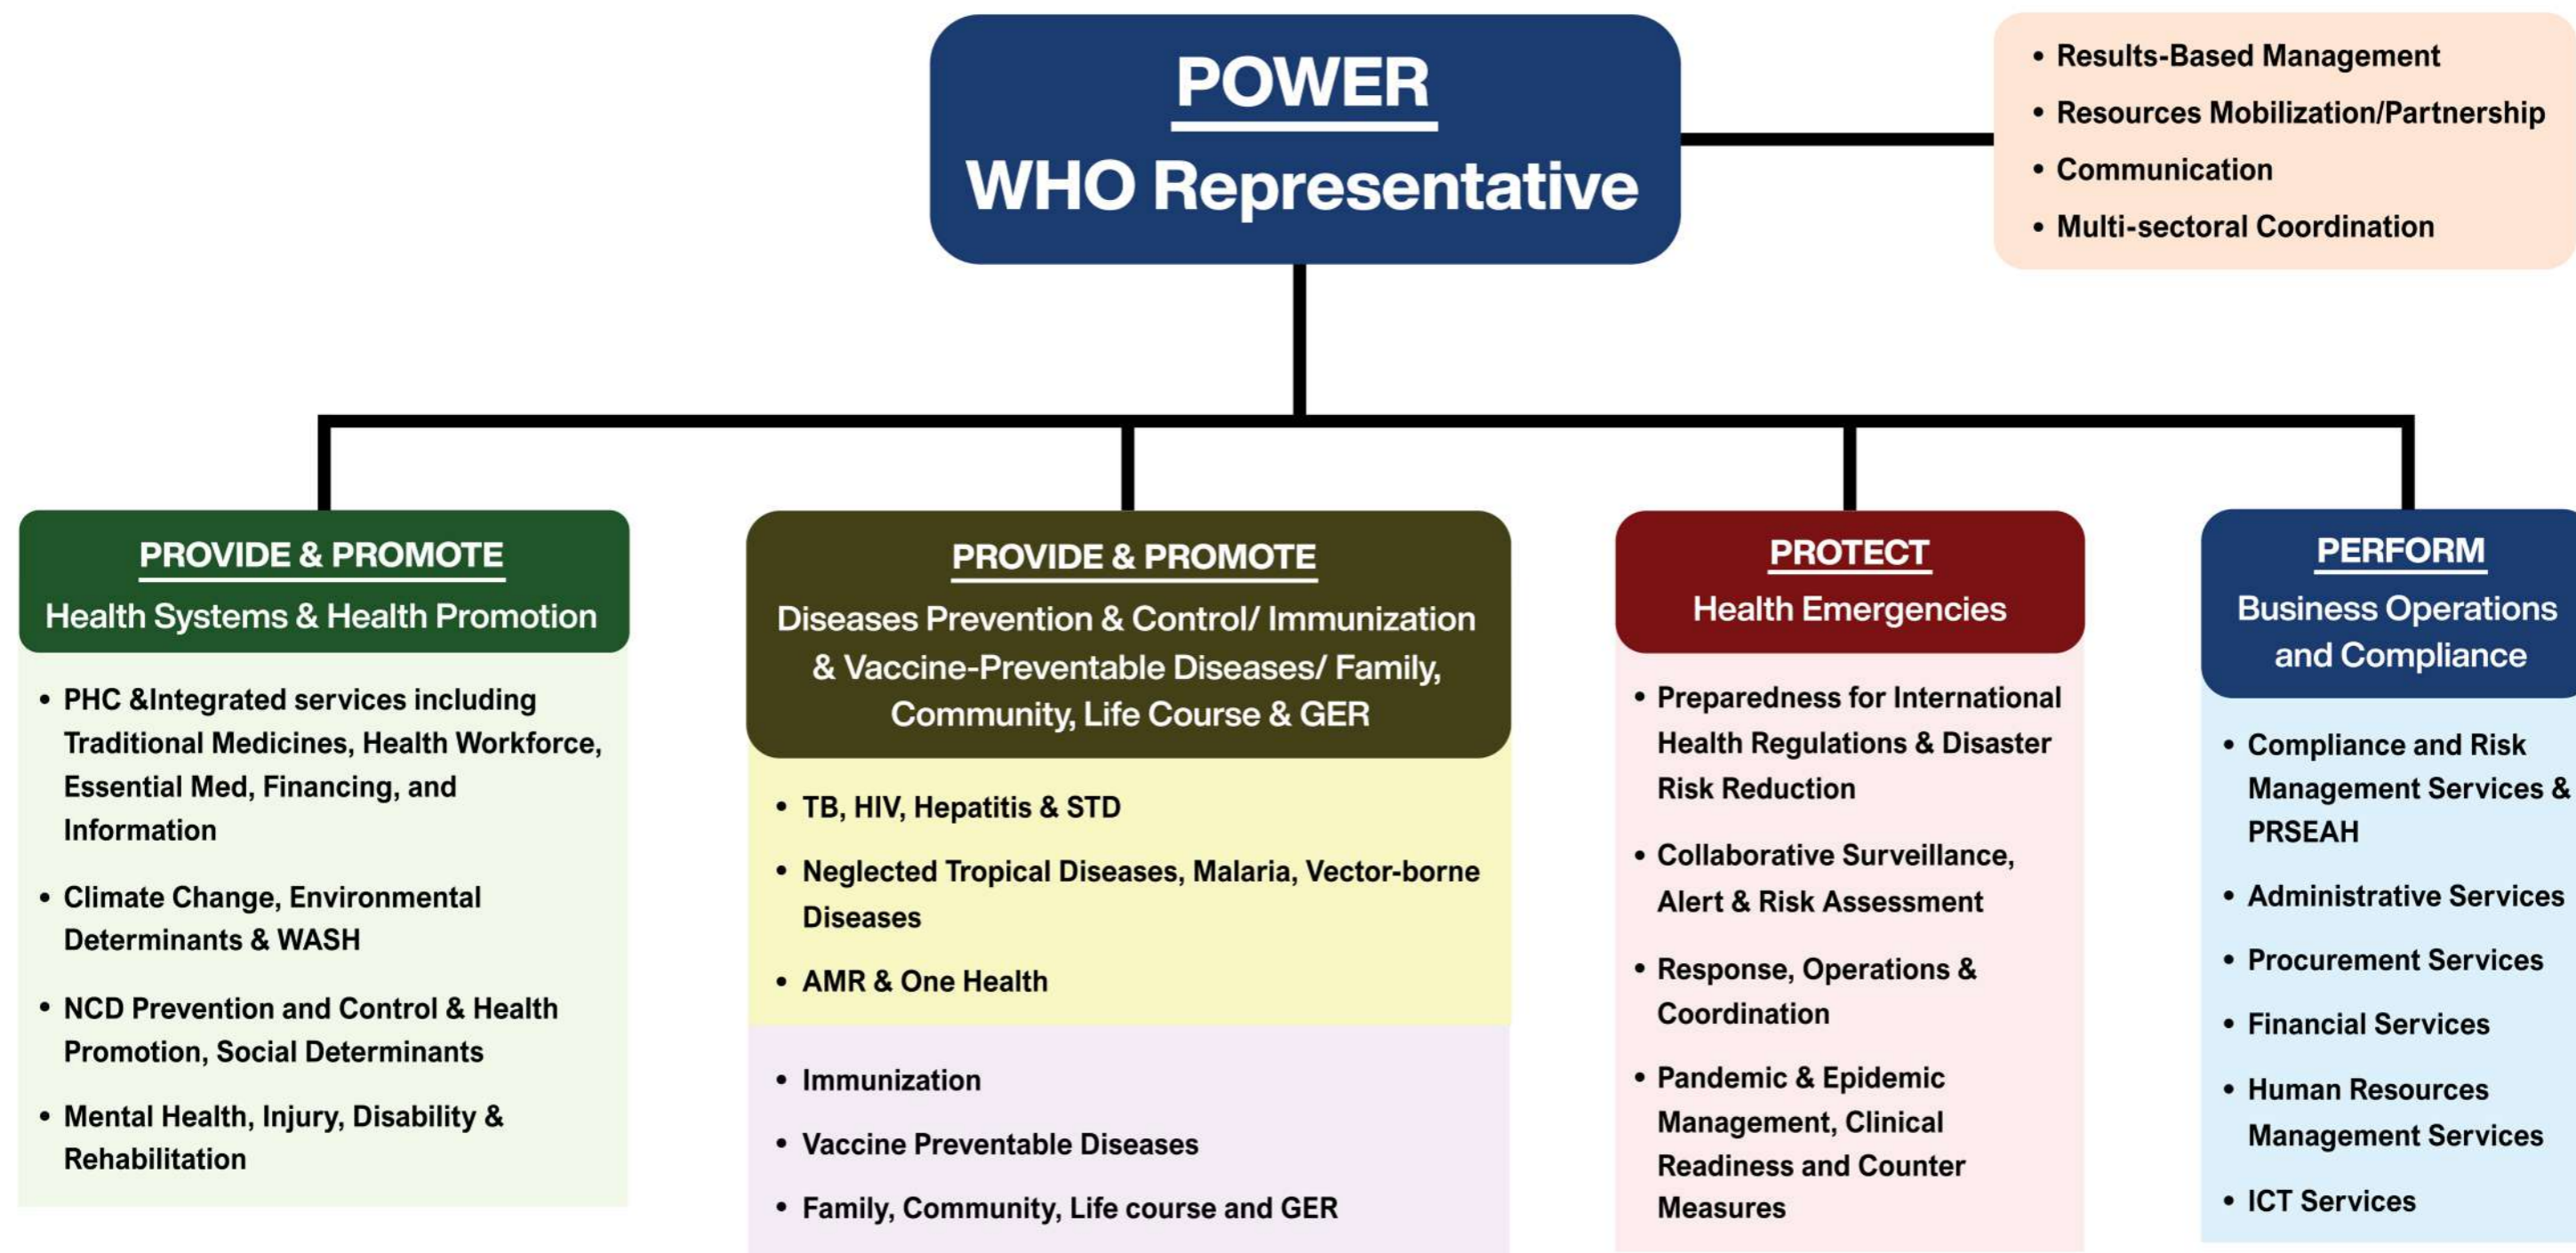 POWER
WHO Representative
• Results-Based Management
• Resources Mobilization/Partnership
• Communication
• Multi-sectoral Coordination
PROVIDE & PROMOTE
Health Systems & Health Promotion
• PHC &Integrated services including
Traditional Medicines, Health Workforce,
Essential Med, Financing, and
Information
• Climate Change, Environmental
Determinants & WASH
• NCD Prevention and Control & Health
Promotion, Social Determinants
• Mental Health, Injury, Disability &
Rehabilitation
PROVIDE & PROMOTE
Diseases Prevention & Control/ Immunization
& Vaccine-Preventable Diseases/ Family,
Community, Life Course & GER
• TB, HIV, Hepatitis & STD
• Neglected Tropical Diseases, Malaria, Vector-borne
Diseases
• AMR & One Health
• Immunization
• Vaccine Preventable Diseases
• Family, Community, Life course and GER
PROTECT
Health Emergencies
• Preparedness for International
Health Regulations & Disaster
Risk Reduction
• Collaborative Surveillance,
Alert & Risk Assessment
• Response, Operations &
Coordination
• Pandemic & Epidemic
Management, Clinical
Readiness and Counter
Measures
PERFORM
Business Operations
and Compliance
• Compliance and Risk
Management Services &
PRSEAH
• Administrative Services
• Procurement Services
• Financial Services
• Human Resources
Management Services
• ICT Services